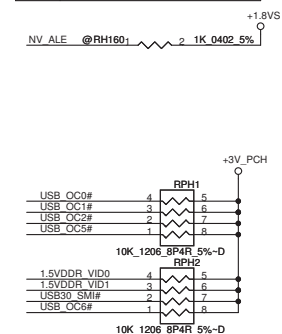 +1.8VS
NV_ALE @RH160 1 2 1K_0402_5%
+3V_PCH
RPH1
USB_OC0# 4 5
USB_OC1# 3 6
USB_OC2# 2 7
USB_OC5# 1 8
10K_1206_8P4R_5%~D
RPH2
1.5VDDR_VID0 4 5
1.5VDDR_VID1 3 6
USB30_SMI# 2 7
USB_OC6# 1 8
10K_1206_8P4R_5%~D